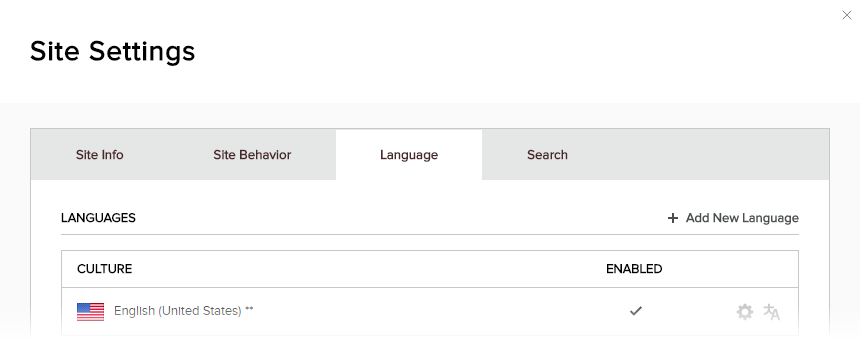 Site Settings
Site Info Site Behavior Language Search
LANGUAGES + Add New Language
CULTURE ENABLED
English (United States) **